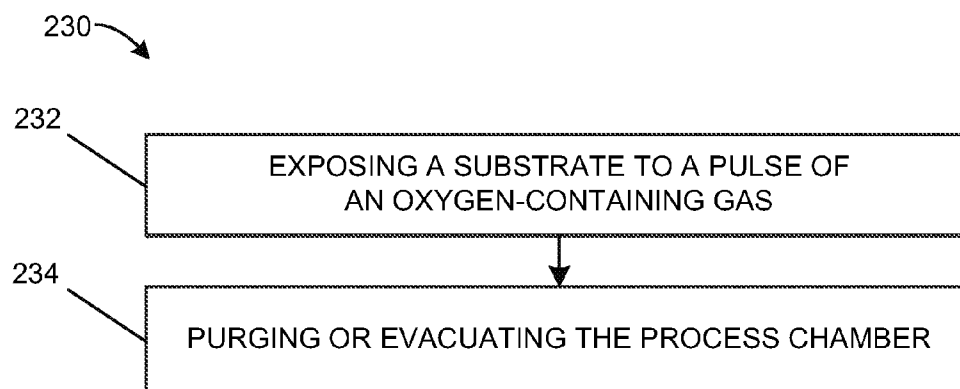 230
232
EXPOSING A SUBSTRATE TO A PULSE OF
AN OXYGEN-CONTAINING GAS
234
PURGING OR EVACUATING THE PROCESS CHAMBER